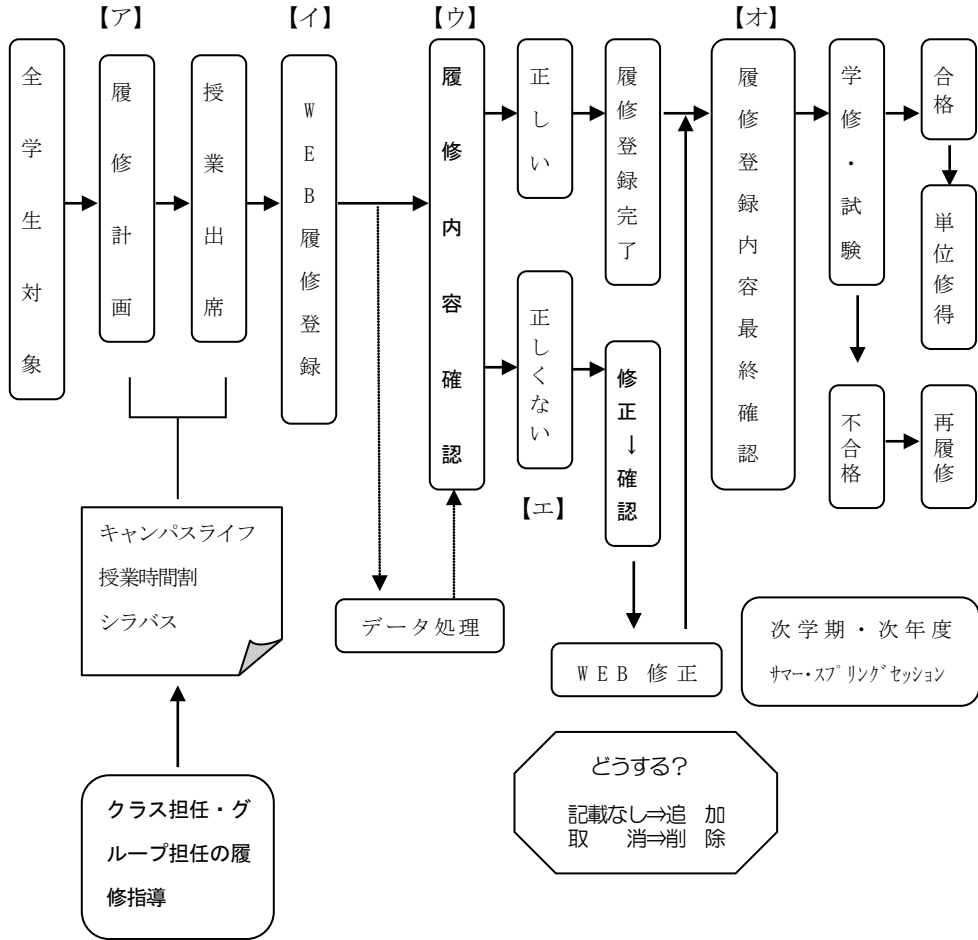 【ア】
【イ】
【ウ】
【オ】
全学生対象
履修計画
授業出席
WEB履修登録
履修内容確認
正しい
履修登録完了
履修登録内容最終確認
学修・試験
合格
単位修得
正しくない
修正→確認
不合格
再履修
【エ】
キャンパスライフ
授業時間割
シラバス
データ処理
WEB 修正
次学期・次年度
ｻﾏｰ・ｽﾌﾟﾘﾝｸﾞｾｯｼｮﾝ
クラス担任・グ
ループ担任の履
修指導
どうする?
記載なし⇒追　加
取　　消⇒削　除